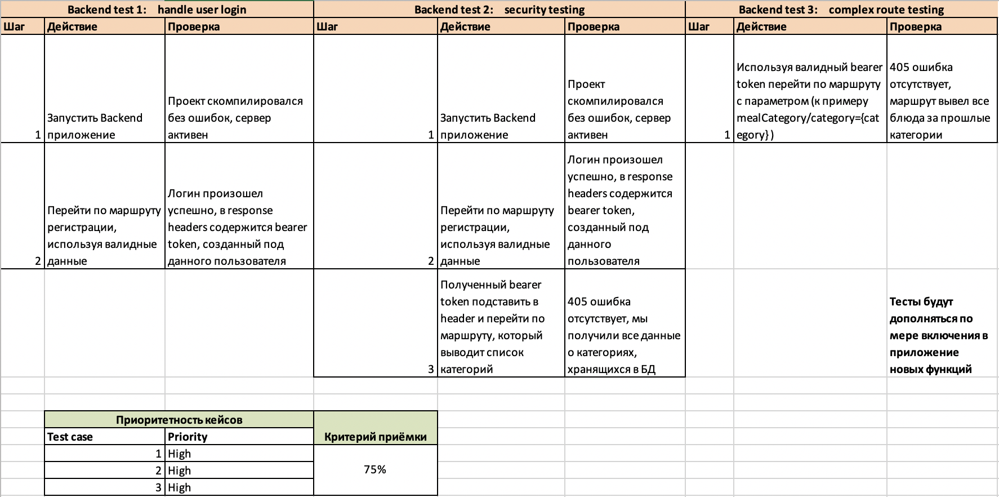 Backend test 1: handle user login
Backend test 2: security testing
Backend test 3: complex route testing
Шаг
Действие
Проверка
Шаг
Действие
Проверка
Шаг
Действие
Проверка
1
Запустить Backend
приложение
Проект скомпилировался
без ошибок, сервер
активен
1
Запустить Backend
приложение
Проект
скомпилировался
без ошибок, сервер
активен
1
Используя валидный bearer
token перейти по маршруту
с параметром (к примеру
mealCategory/category={cat
egory} )
405 ошибка
отсутствует,
маршрут вывел все
блюда за прошлые
категории
2
Перейти по маршруту
регистрации,
используя валидные
данные
Логин произошел
успешно, в response
headers содержится bearer
token, созданный под
данного пользователя
2
Перейти по маршруту
регистрации,
используя валидные
данные
Логин произошел
успешно, в response
headers содержится
bearer token,
созданный под
данного
пользователя
3
Полученный bearer
token подставить в
header и перейти по
маршруту, который
выводит список
категорий
405 ошибка
отсутствует, мы
получили все данные
о категориях,
хранящихся в БД
Тесты будут
дополняться по
мере включения в
приложение
новых функций
Приоритетность кейсов
Критерий приёмки
Test case
Priority
1 High
2 High
3 High
75%